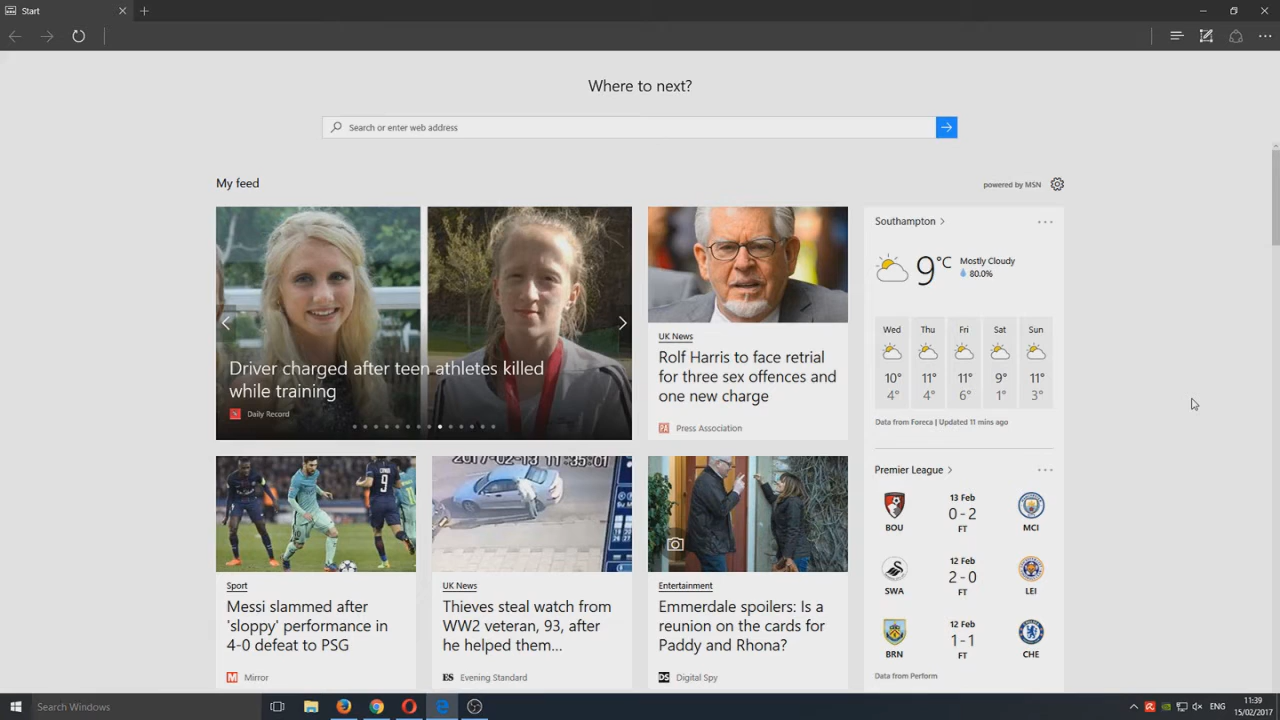 Start
Where to next?
Search or enter web address
My feed
powered by MSN
Driver charged after teen athletes killed
while training
Daily Record
UK News
Rolf Harris to face retrial
for three sex offences and
one new charge
PA Press Association
Southampton
9°C
Mostly Cloudy
80.0%
Wed Thu Fri Sat Sun
10° 11° 11° 9° 11°
4° 4° 6° 1° 3°
Data from Foreca | Updated 11 mins ago
Premier League
13 Feb
0 - 2
BOU FT MCI
12 Feb
2 - 0
SWA FT LEI
12 Feb
1 - 1
BRN FT CHE
Data from Perform
9
2017-02-13 11:35:01
Sport
Messi slammed after
'sloppy' performance in
4-0 defeat to PSG
M Mirror
UK News
Thieves steal watch from
WW2 veteran, 93, after
he helped them...
ES Evening Standard
Entertainment
Emmerdale spoilers: Is a
reunion on the cards for
Paddy and Rhona?
DS Digital Spy
Search Windows
ENG
11:39
15/02/2017